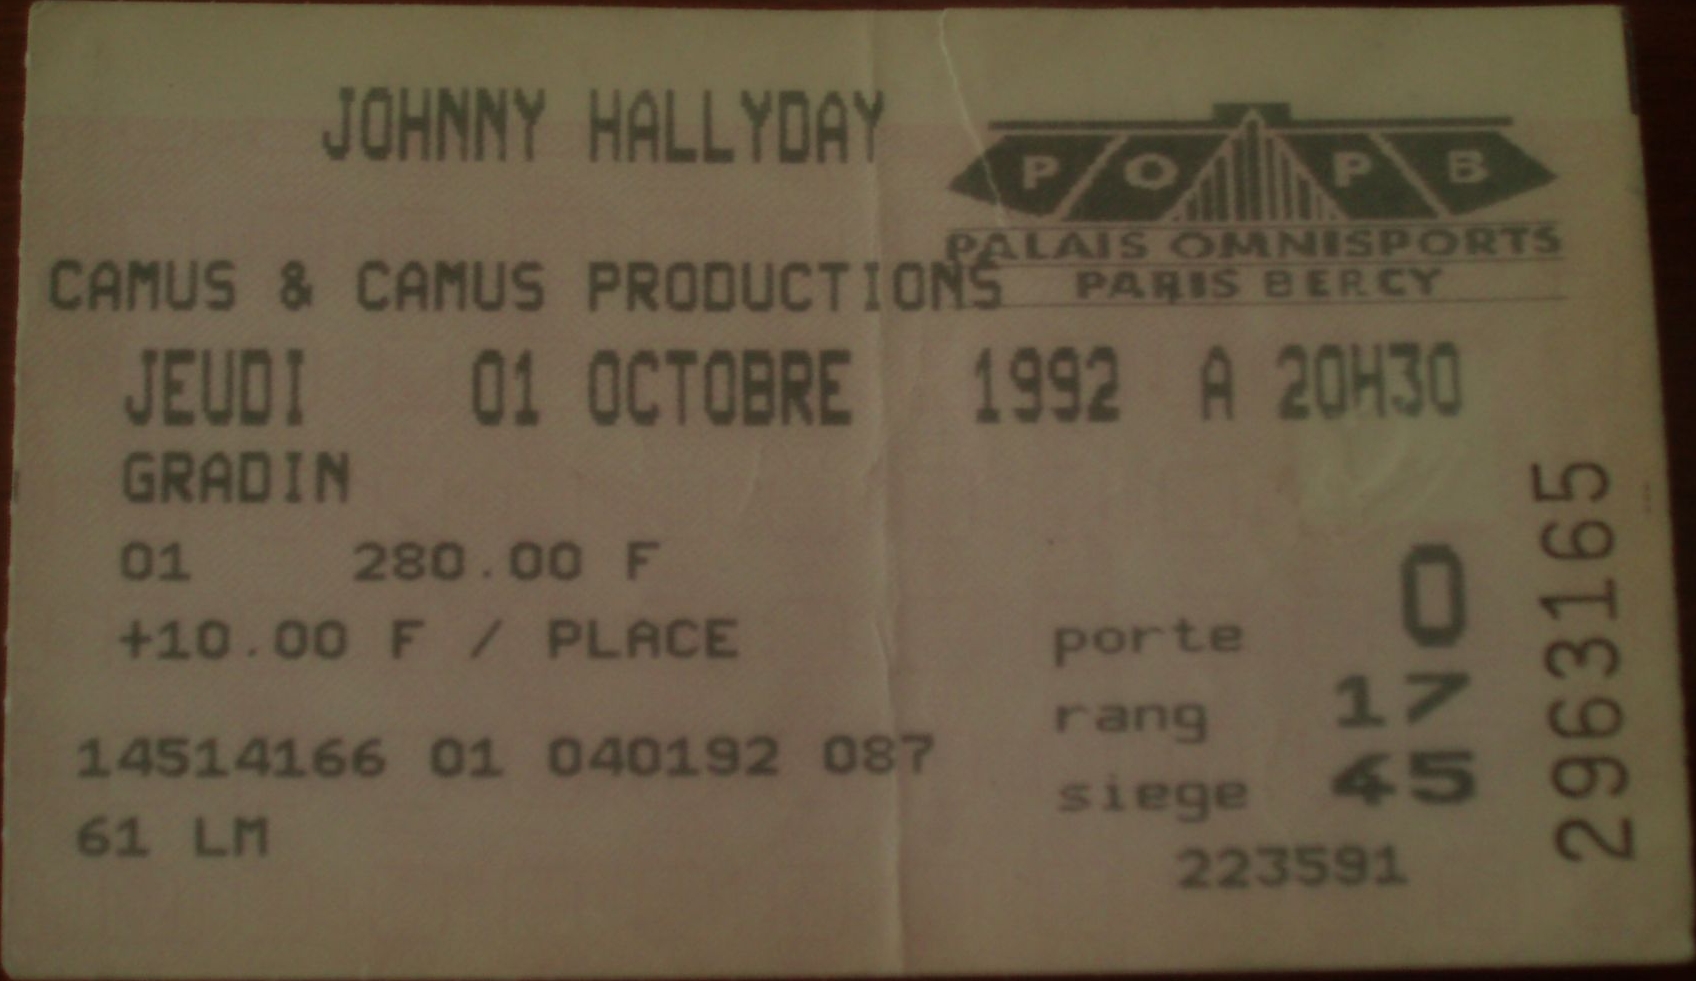 JOHNNY HALLYDAY
P O P B
PALAIS OMNISPORTS
PARIS BERCY
CAMUS & CAMUS PRODUCTIONS
JEUDI 01 OCTOBRE 1992 A 20H30
GRADIN
01 280.00 F
+10.00 F / PLACE
porte 0
rang 17
siege 45
14514166 01 040192 087
61 LM
223591
2963165